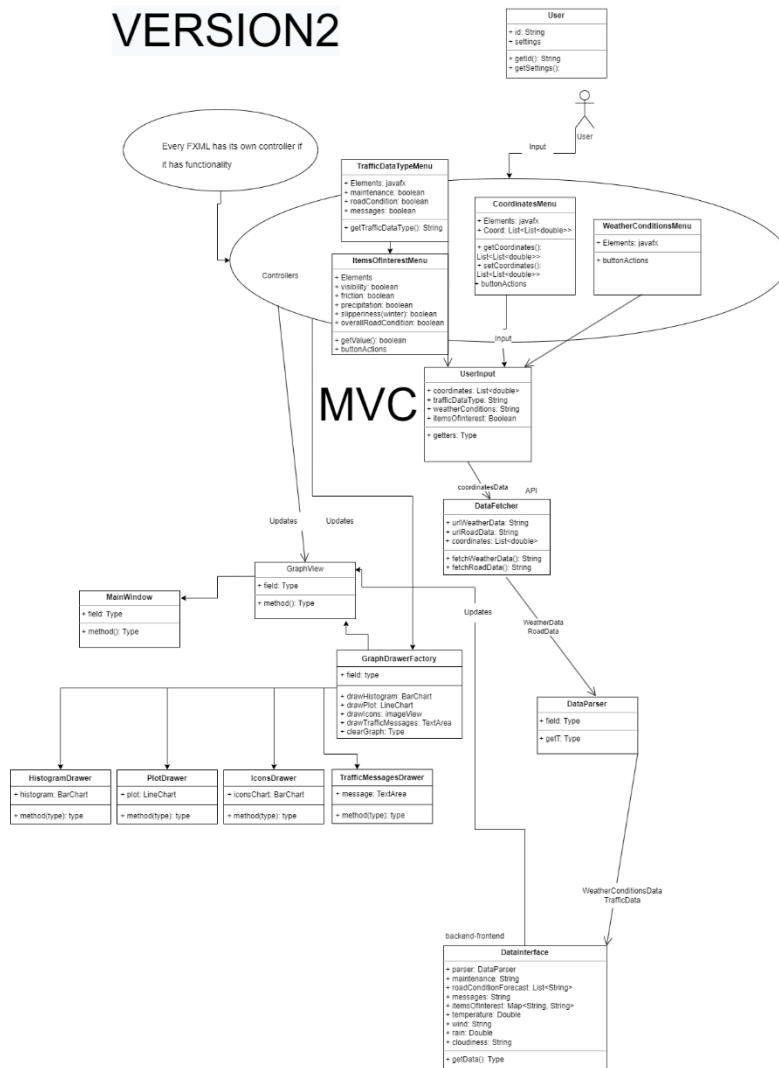 VERSION2
User
+ id: String
+ settings
+ getId(): String
+ getSettings():
User
Input
Every FXML has its own controller if
it has functionality
TrafficDataTypeMenu
+ Elements: javafx
+ maintenance: boolean
+ roadCondition: boolean
+ messages: boolean
+ getTrafficDataType(): String
CoordinatesMenu
+ Elements: javafx
+ Coord: List<List<double>>
+ getCoordinates():
List<List<double>>
+ setCoordinates():
List<List<double>>
+ buttonActions
WeatherConditionsMenu
+ Elements: javafx
+ buttonActions
Controllers
ItemsOfInterestMenu
+ Elements
+ visibility: boolean
+ friction: boolean
+ precipitation: boolean
+ slipperiness(winter): boolean
+ overallRoadCondition: boolean
+ getValue(): boolean
+ buttonActions
Input
MVC
UserInput
+ coordinates: List<double>
+ trafficDataType: String
+ weatherConditions: String
+ itemsOfInterest: Boolean
+ getters: Type
coordinatesData
API
DataFetcher
+ urlWeatherData: String
+ urlRoadData: String
+ coordinates: List<double>
+ fetchWeatherData(): String
+ fetchRoadData(): String
Updates
Updates
GraphView
+ field: Type
+ method(): Type
MainWindow
+ field: Type
+ method(): Type
Updates
WeatherData
RoadData
GraphDrawerFactory
+ field: type
+ drawHistogram: BarChart
+ drawPlot: LineChart
+ drawIcons: imageView
+ drawTrafficMessages: TextArea
+ clearGraph: Type
DataParser
+ field: Type
+ getT: Type
HistogramDrawer
+ histogram: BarChart
+ method(type): type
PlotDrawer
+ plot: LineChart
+ method(type): type
IconsDrawer
+ iconsChart: BarChart
+ method(type): type
TrafficMessagesDrawer
+ message: TextArea
+ method(type): type
WeatherConditionsData
TrafficData
backend-frontend
DataInterface
+ parser: DataParser
+ maintenance: String
+ roadConditionForecast: List<String>
+ messages: String
+ itemsOfInterest: Map<String, String>
+ temperature: Double
+ wind: String
+ rain: Double
+ cloudiness: String
+ getData(): Type